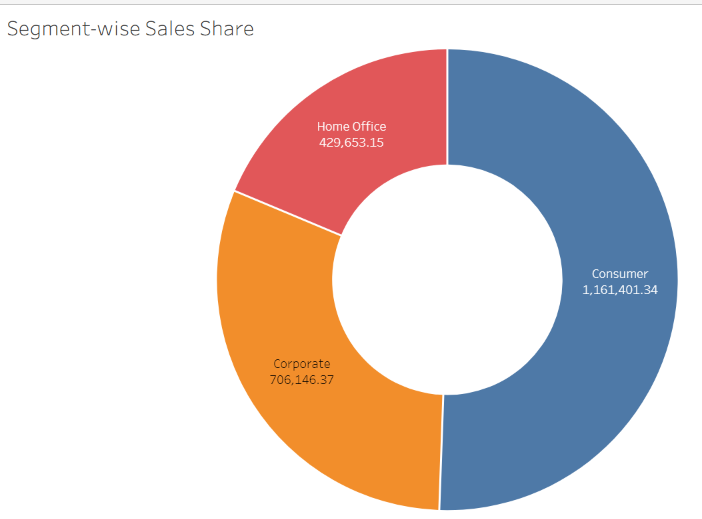 Segment-wise Sales Share
Home Office
429,653.15
Consumer
1,161,401.34
Corporate
706,146.37